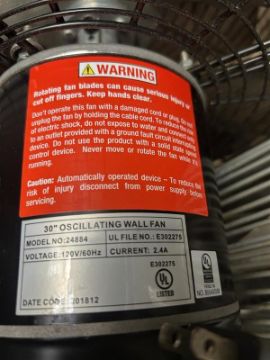 WARNING
Rotating fan blades can cause serious injury or
cut off fingers. Keep hands clear.
Don't operate this fan with a damaged cord or plug. Do not
unplug the fan by holding the cable cord. To reduce the risk
of electric shock, do not expose to water and connect only
to an outlet provided with a ground fault circuit interrupting
device. Do not use the product with a solid state speed
control device. Never move or rotate the fan while it's
Caution: Automatically operated device – To reduce the
risk of injury disconnect from power supply before
servicing.
30" OSCILLATING WALL FAN
MODEL NO:24884
UL FILE NO.: E302275
VOLTAGE:120V/60Hz
CURRENT: 2.4A
E302275
UL
LISTED
DATE CODE: 201812